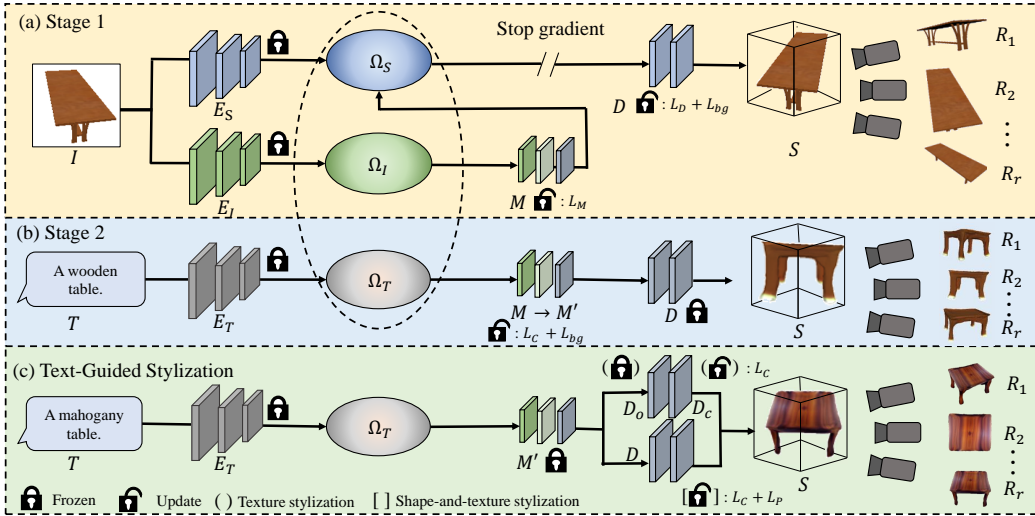 (a) Stage 1
Stop gradient
I
E_S
Ω_S
D : L_D + L_bg
S
R_1
R_2
⋮
R_r
E_I
Ω_I
M : L_M
(b) Stage 2
A wooden
table.
T
E_T
Ω_T
M → M′
: L_C + L_bg
D
S
R_1
R_2
⋮
R_r
(c) Text-Guided Stylization
A mahogany
table.
T
E_T
Ω_T
M′
( ) ( ) : L_C
D_o D_c
D
[ ] : L_C + L_P
S
R_1
R_2
⋮
R_r
Frozen Update ( ) Texture stylization [ ] Shape-and-texture stylization